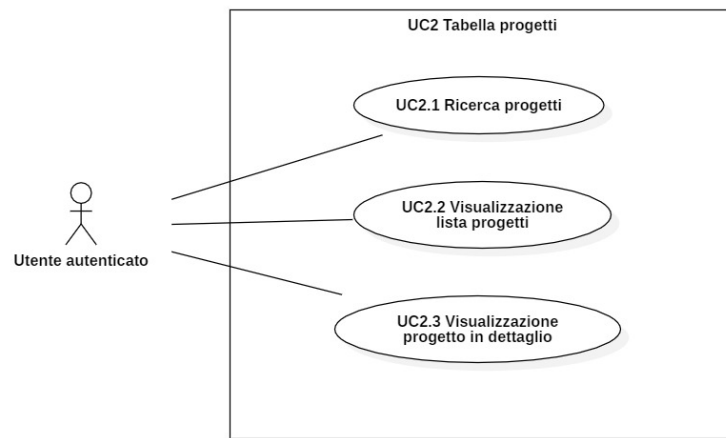 UC2 Tabella progetti
UC2.1 Ricerca progetti
UC2.2 Visualizzazione
lista progetti
Utente autenticato
UC2.3 Visualizzazione
progetto in dettaglio